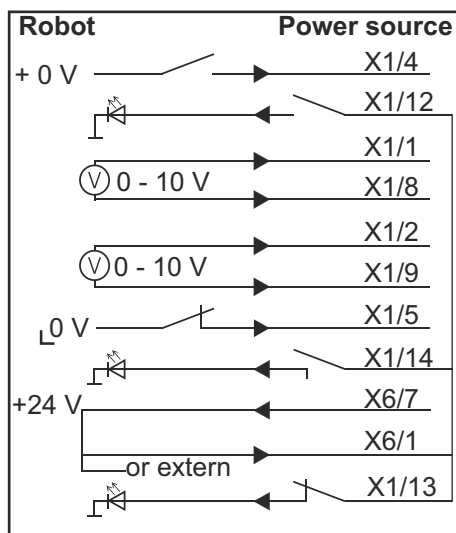 Robot Power source
+ 0 V X1/4
X1/12
X1/1
V 0 - 10 V
X1/8
X1/2
V 0 - 10 V
X1/9
0 V X1/5
X1/14
+24 V X6/7
X6/1
or extern
X1/13